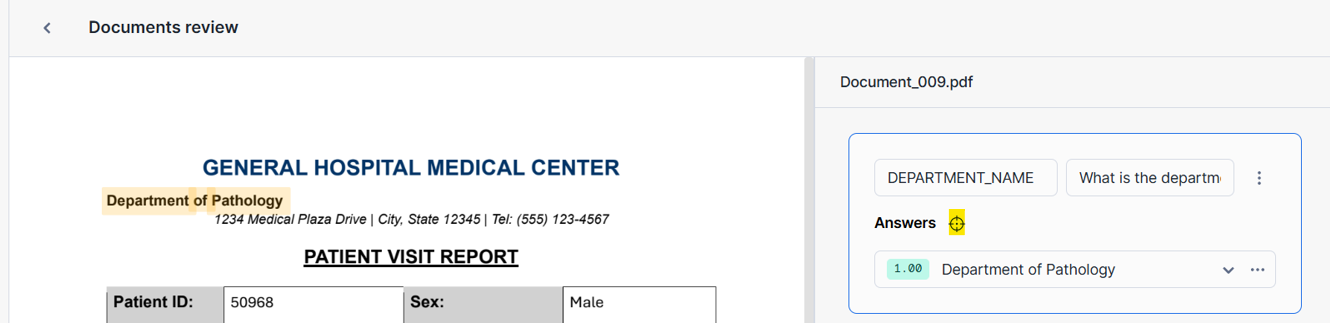 Documents review
GENERAL HOSPITAL MEDICAL CENTER
Department of Pathology
1234 Medical Plaza Drive | City, State 12345 | Tel: (555) 123-4567
PATIENT VISIT REPORT
Patient ID: 50968 Sex: Male
Document_009.pdf
DEPARTMENT_NAME What is the departm
Answers
1.00 Department of Pathology